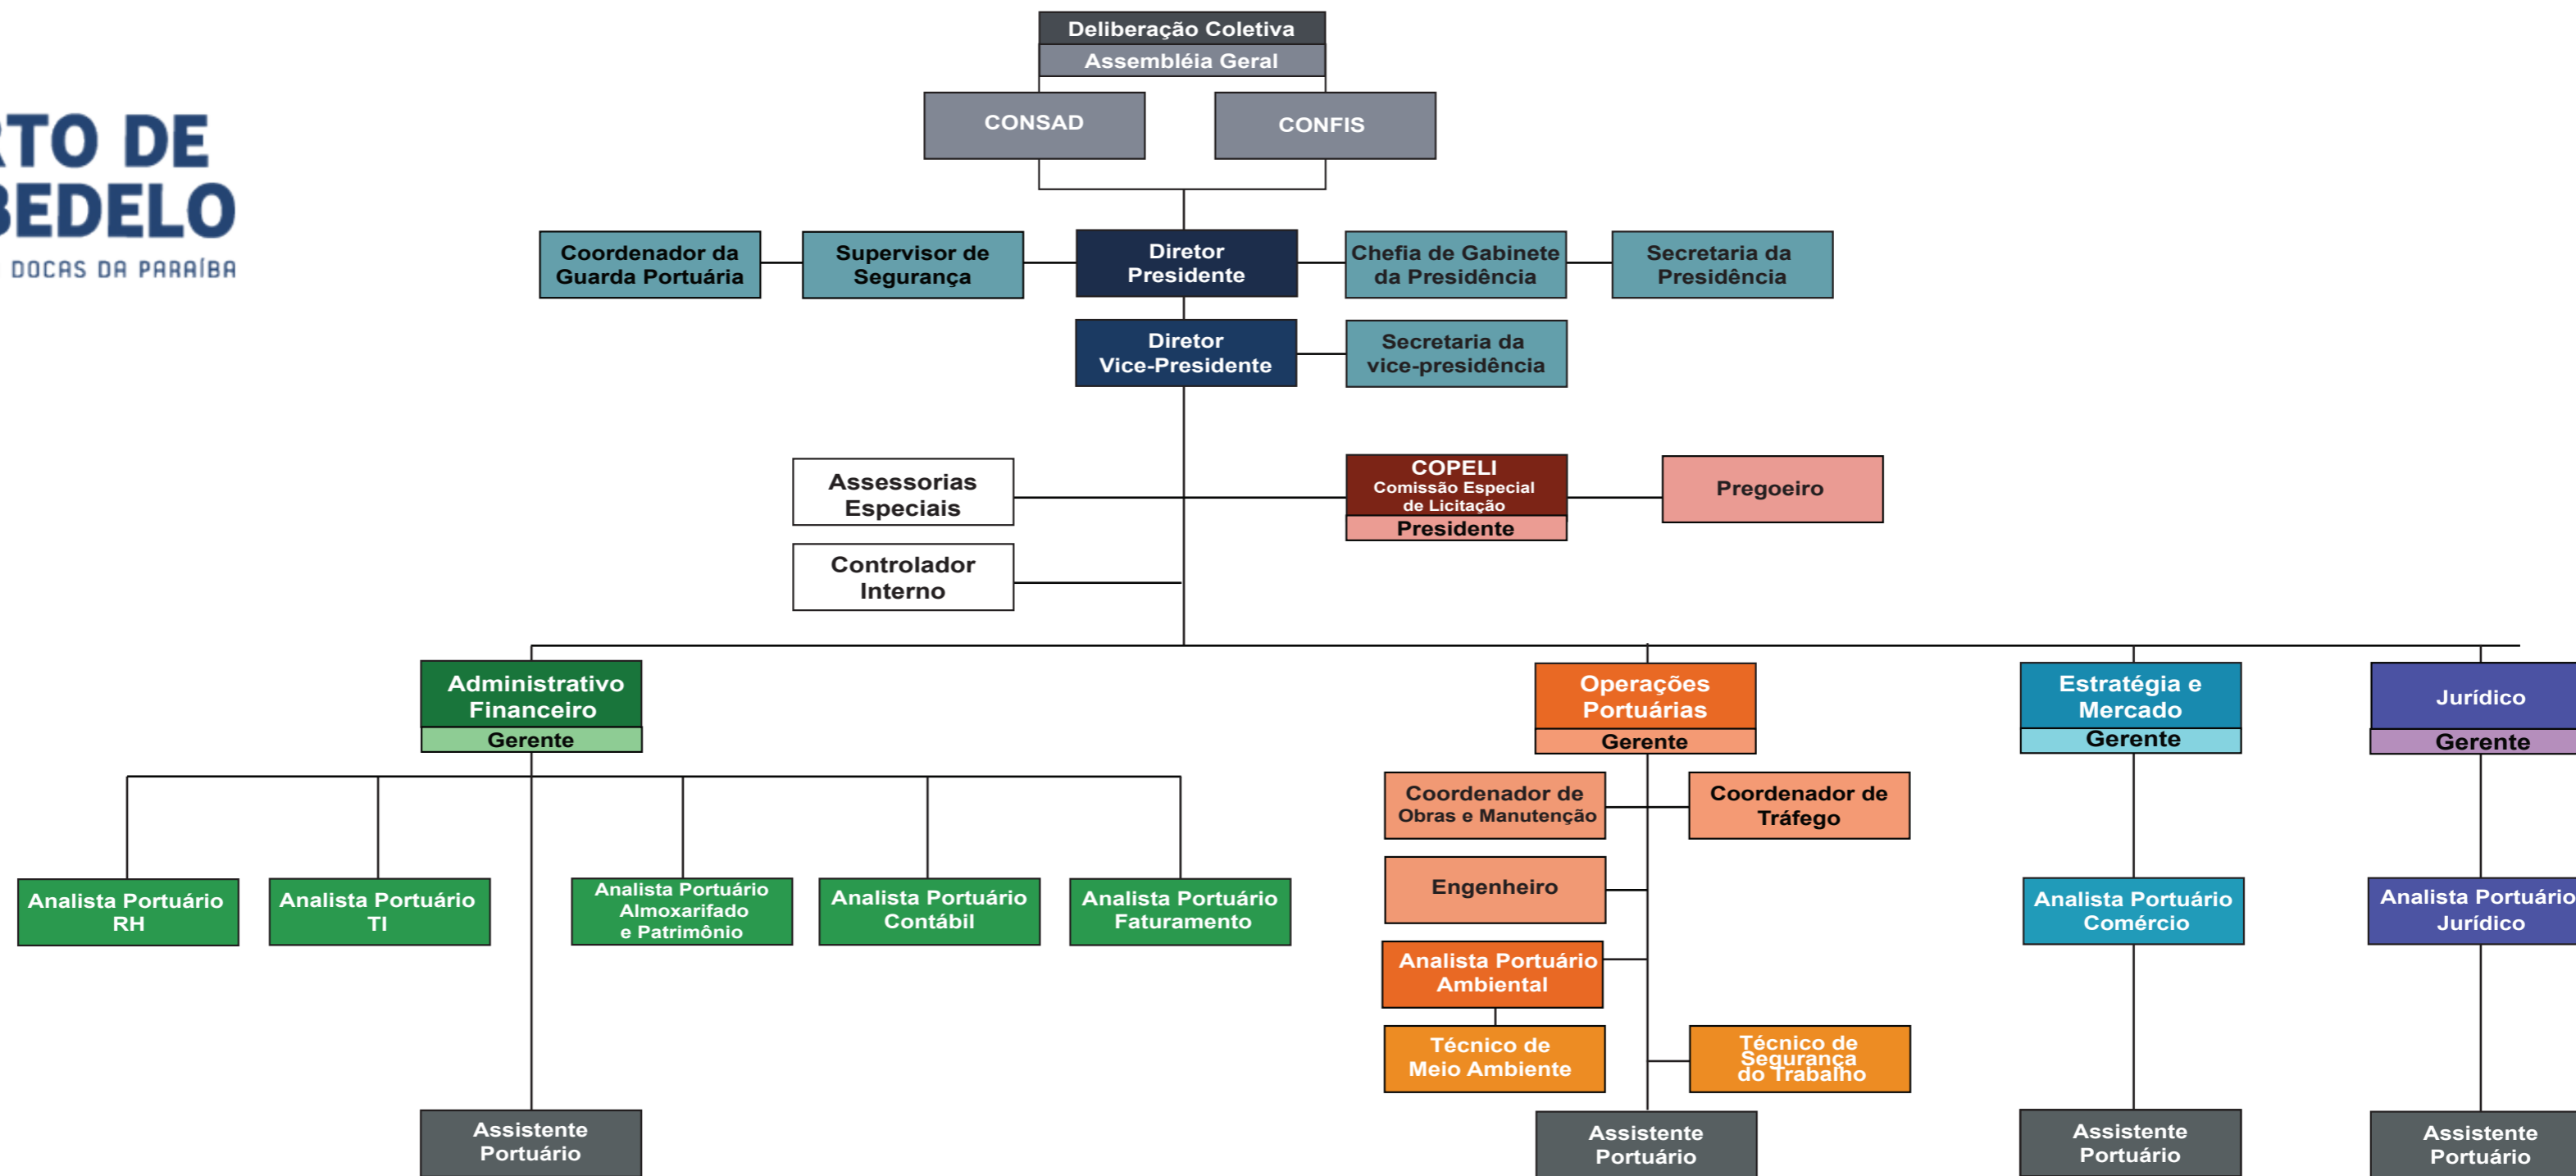 Deliberação Coletiva
Assembléia Geral
CONSAD
CONFIS
RTO DE
BEDELO
DOCAS DA PARAÍBA
Coordenador da
Guarda Portuária
Supervisor de
Segurança
Diretor
Presidente
Chefia de Gabinete
da Presidência
Secretaria da
Presidência
Diretor
Vice-Presidente
Secretaria da
vice-presidência
Assessorias
Especiais
COPELI
Comissão Especial
de Licitação
Presidente
Pregoeiro
Controlador
Interno
Administrativo
Financeiro
Gerente
Operações
Portuárias
Gerente
Estratégia e
Mercado
Gerente
Jurídico
Gerente
Coordenador de
Obras e Manutenção
Coordenador de
Tráfego
Engenheiro
Analista Portuário
RH
Analista Portuário
TI
Analista Portuário
Almoxarifado
e Patrimônio
Analista Portuário
Contábil
Analista Portuário
Faturamento
Analista Portuário
Ambiental
Analista Portuário
Comércio
Analista Portuário
Jurídico
Técnico de
Meio Ambiente
Técnico de
Segurança
do Trabalho
Assistente
Portuário
Assistente
Portuário
Assistente
Portuário
Assistente
Portuário